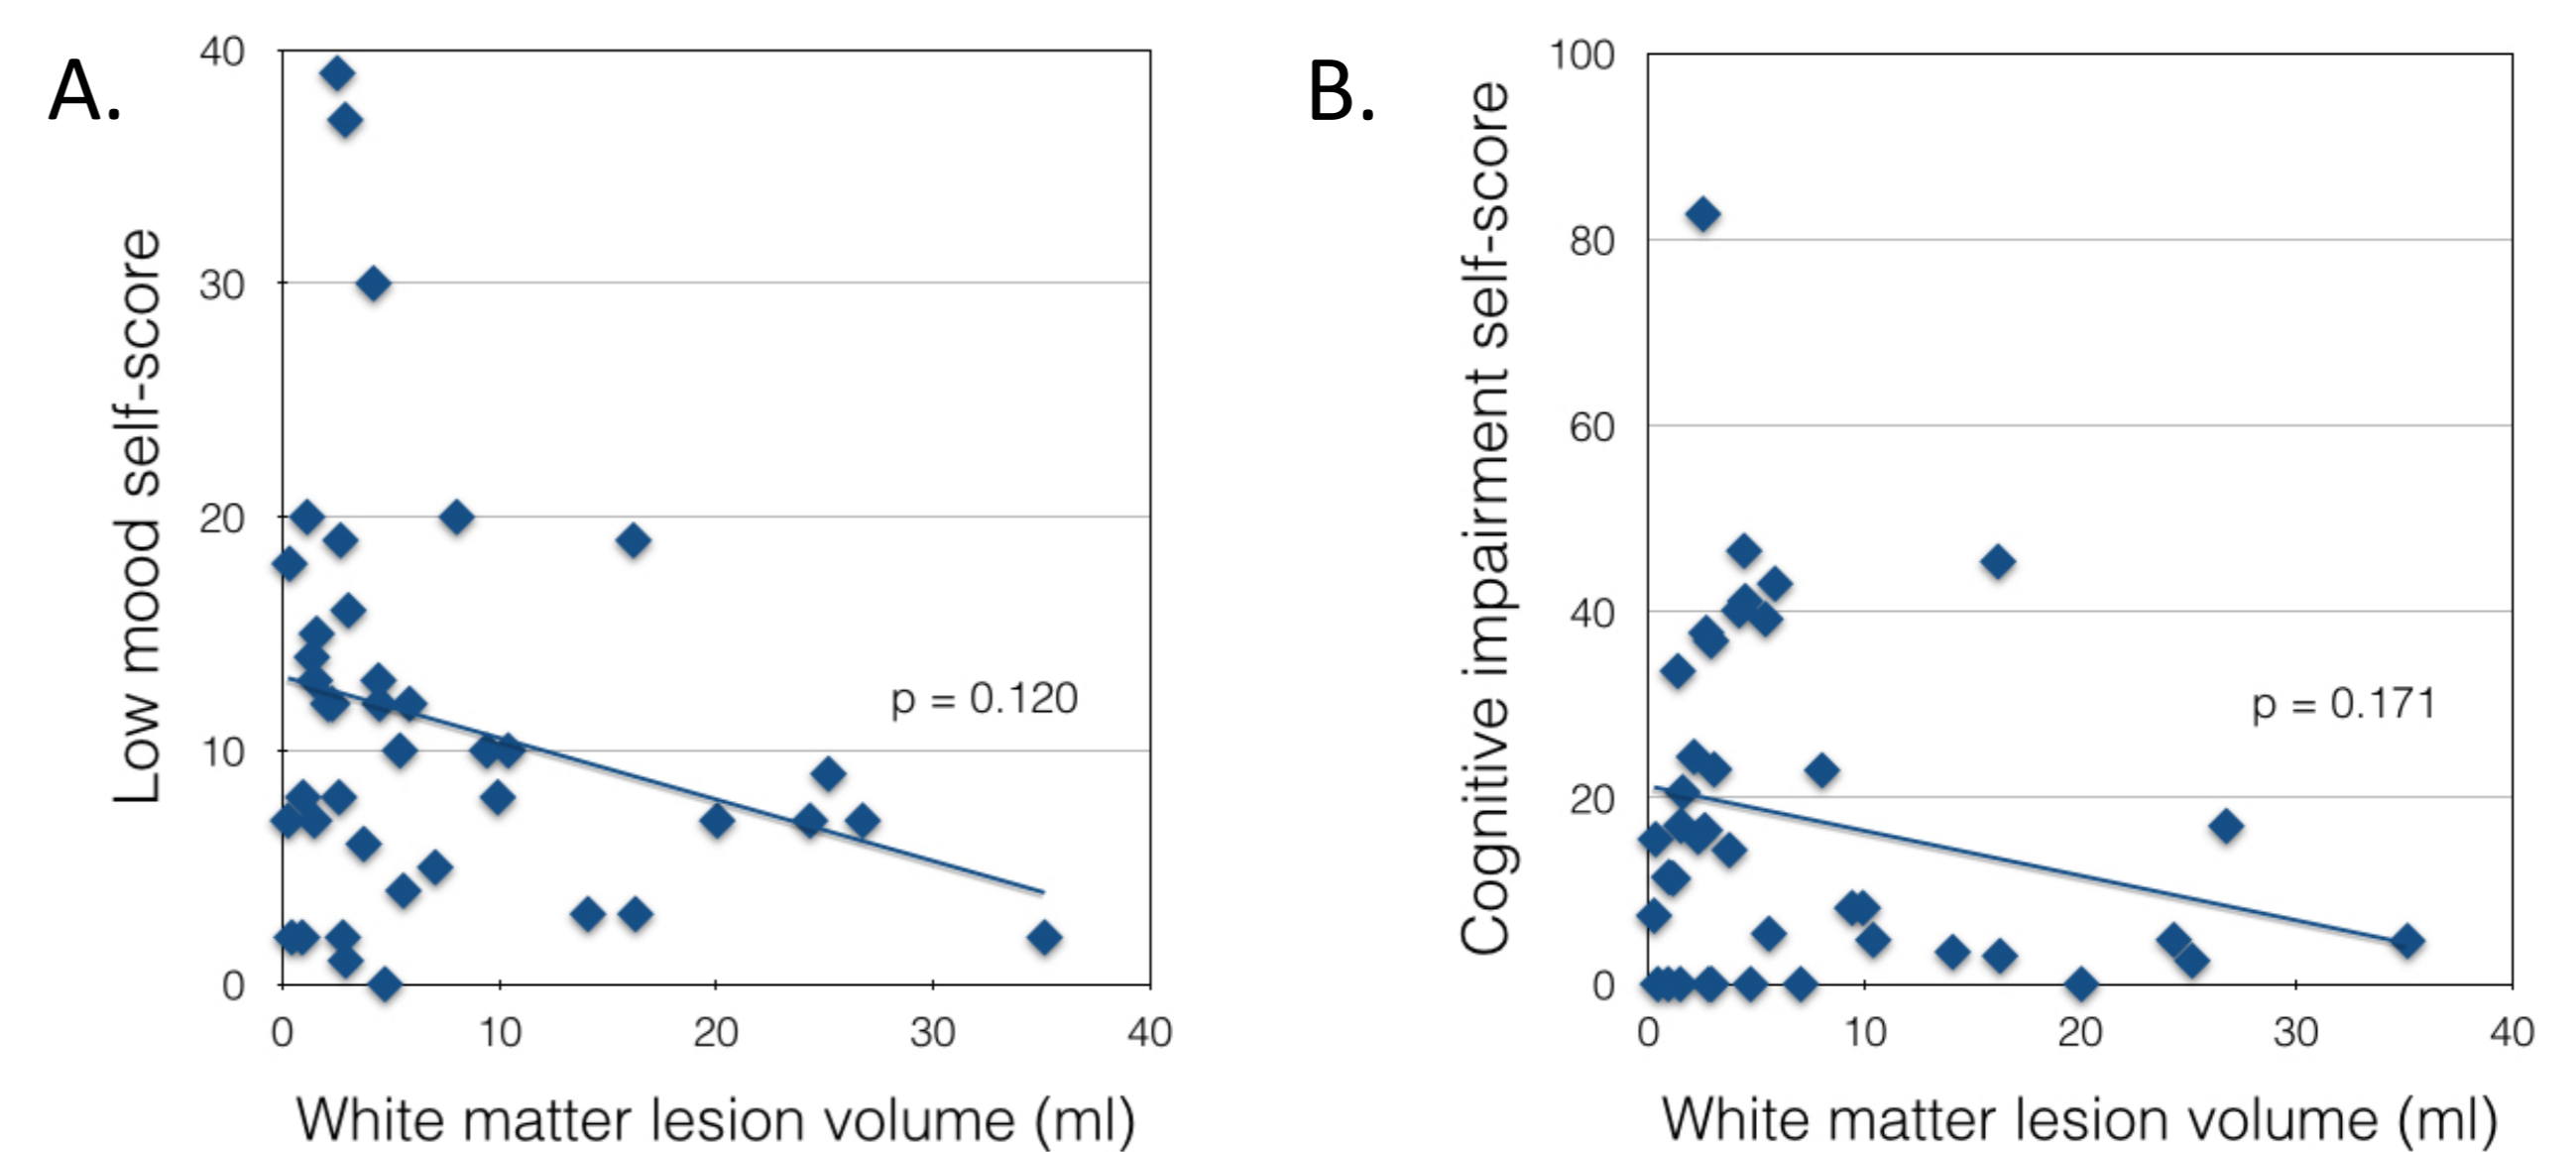 A.
40
30
20
10
0
Low mood self-score
p = 0.120
0 10 20 30 40
White matter lesion volume (ml)
B.
100
80
60
40
20
0
Cognitive impairment self-score
p = 0.171
0 10 20 30 40
White matter lesion volume (ml)